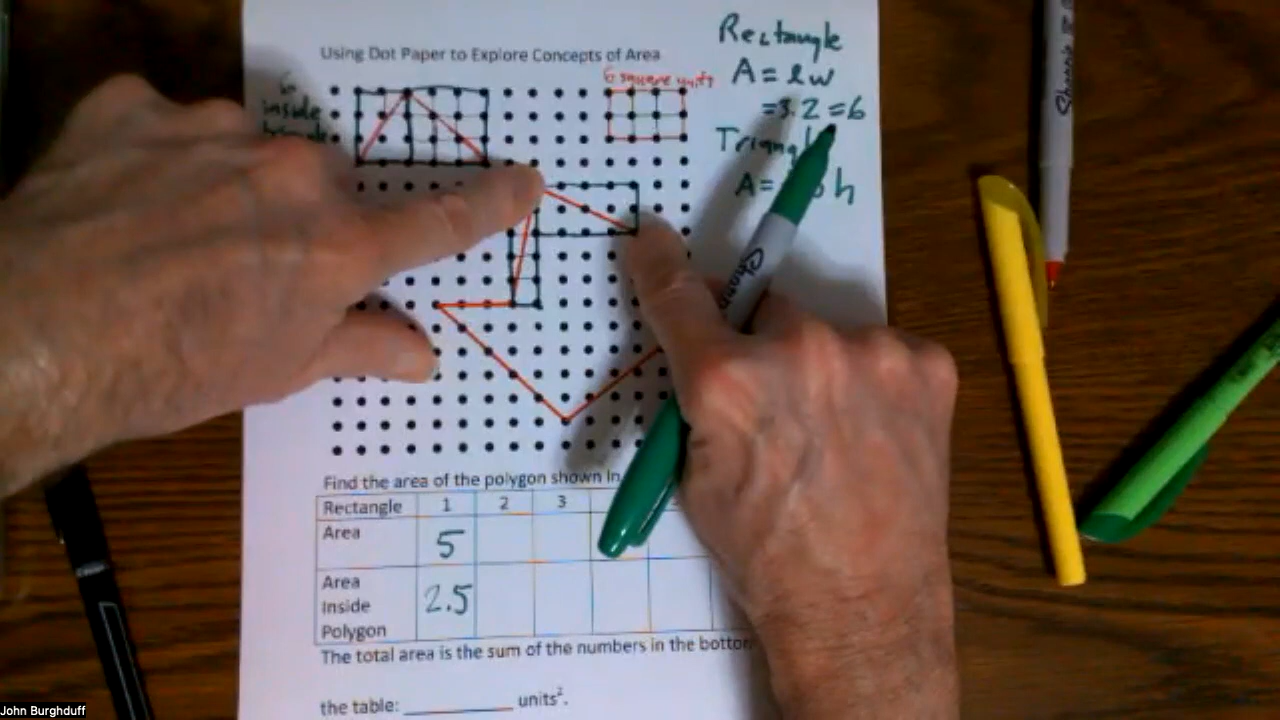 Using Dot Paper to Explore Concepts of Area
6
inside
6 square units
Rectangle
A = lw
=3·2=6
A=
h
Sharpie
Find the area of the polygon shown in
Rectangle 1 2 3
Area 5
Area
Inside
Polygon
2.5
The total area is the sum of the numbers in the
the table: ____________ units².
John Burghduff